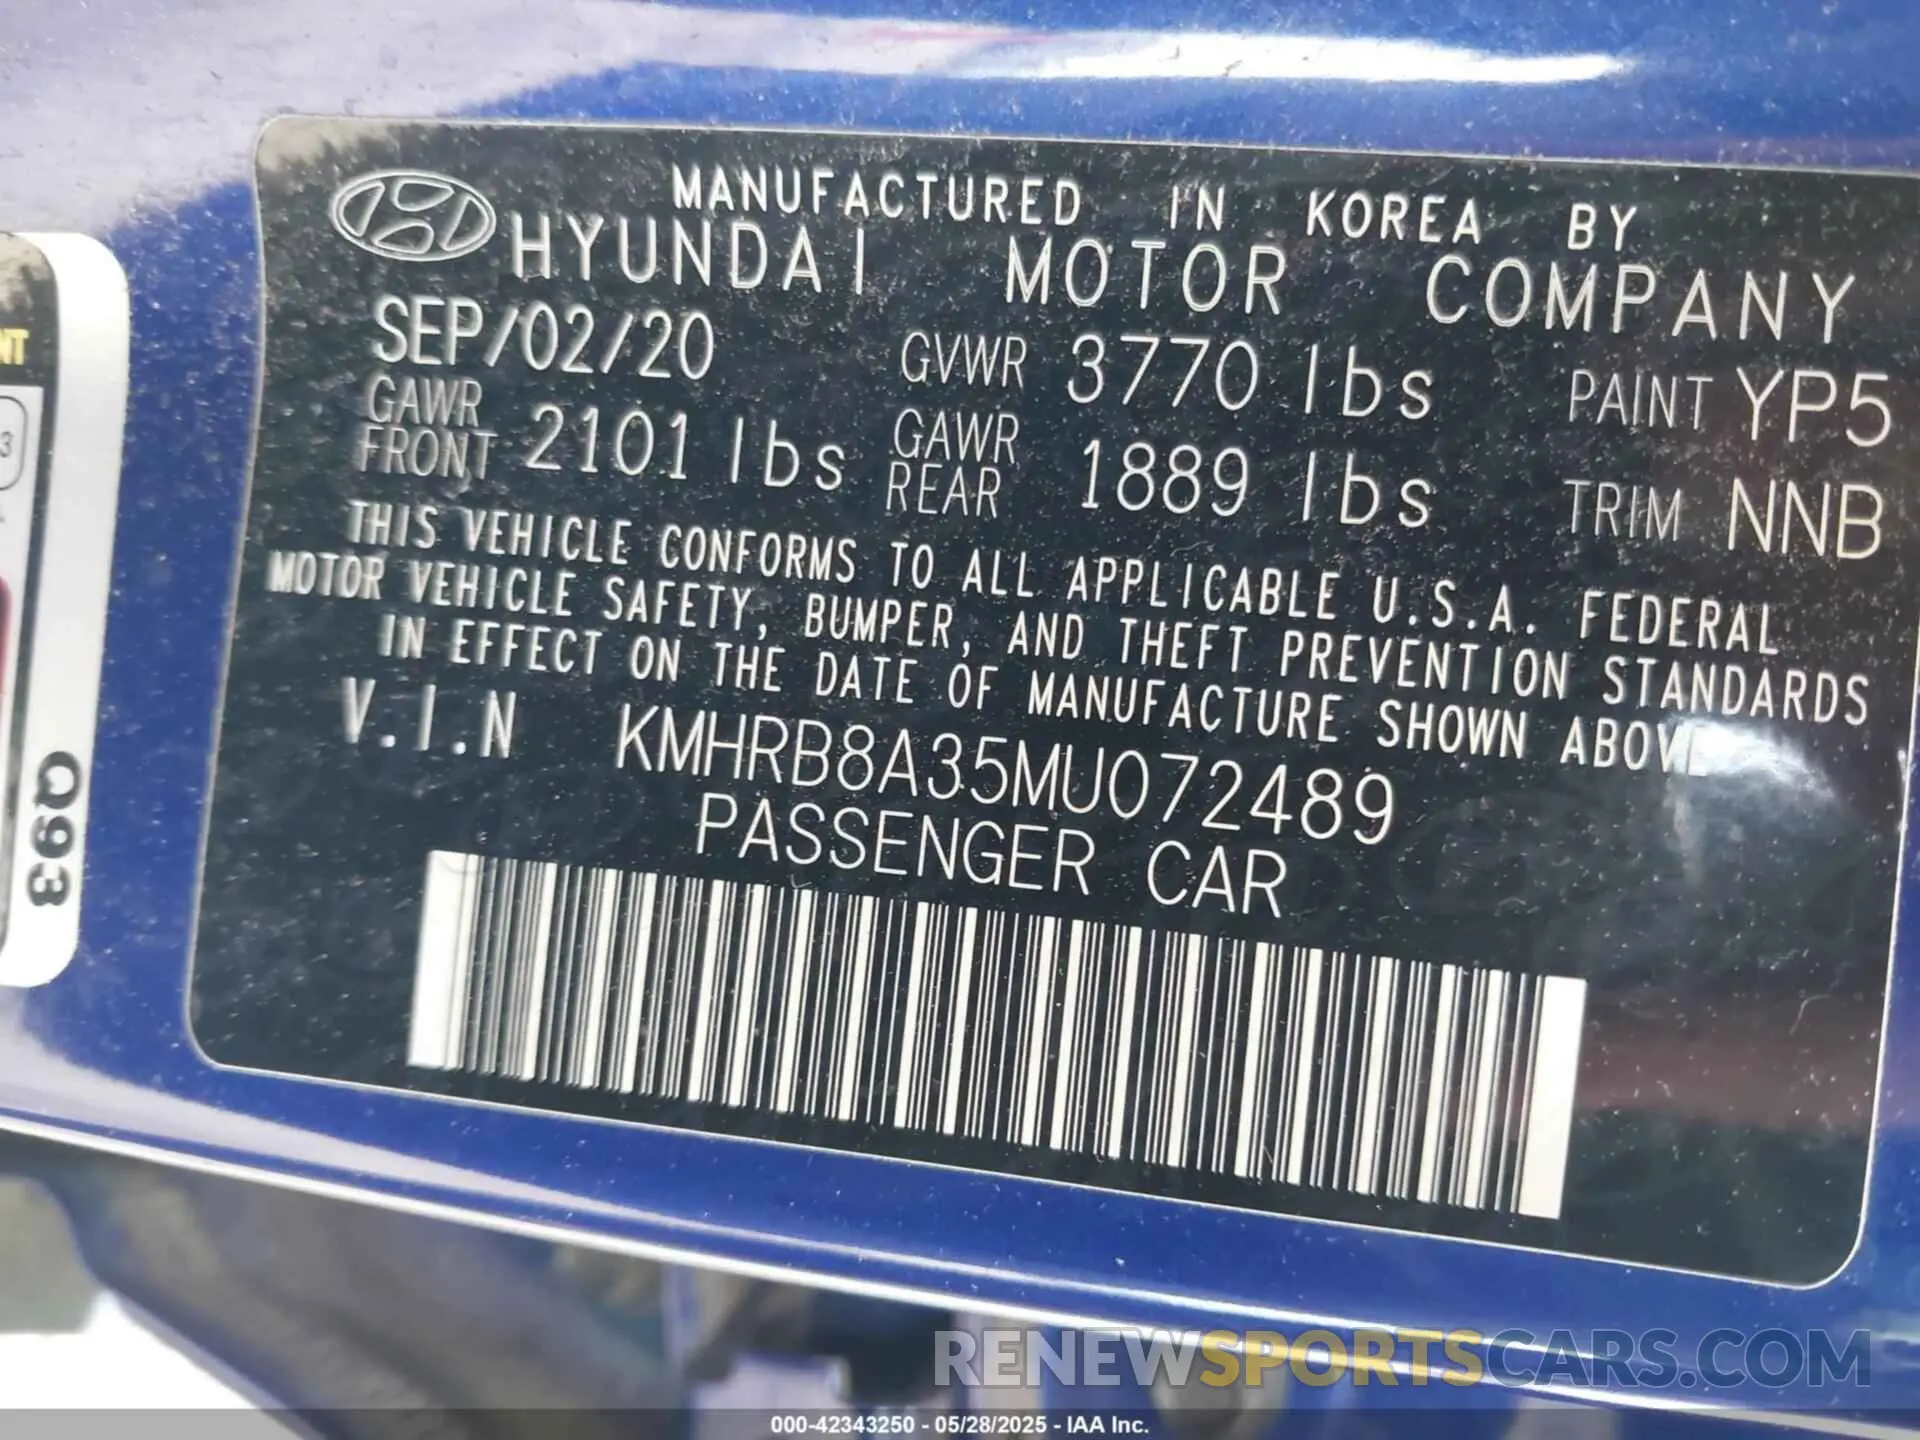 MANUFACTURED IN KOREA BY
HYUNDAI MOTOR COMPANY
SEP/02/20 GVWR 3770 lbs PAINT YP5
GAWR FRONT 2101 lbs GAWR REAR 1889 lbs TRIM NNB
THIS VEHICLE CONFORMS TO ALL APPLICABLE U.S.A. FEDERAL
MOTOR VEHICLE SAFETY, BUMPER, AND THEFT PREVENTION STANDARDS
IN EFFECT ON THE DATE OF MANUFACTURE SHOWN ABOVE
V.I.N KMHRB8A35MU072489
PASSENGER CAR
NT
3
Q93
RENEWSPORTSCARS.COM
000-42343250 - 05/28/2025 - IAA Inc.